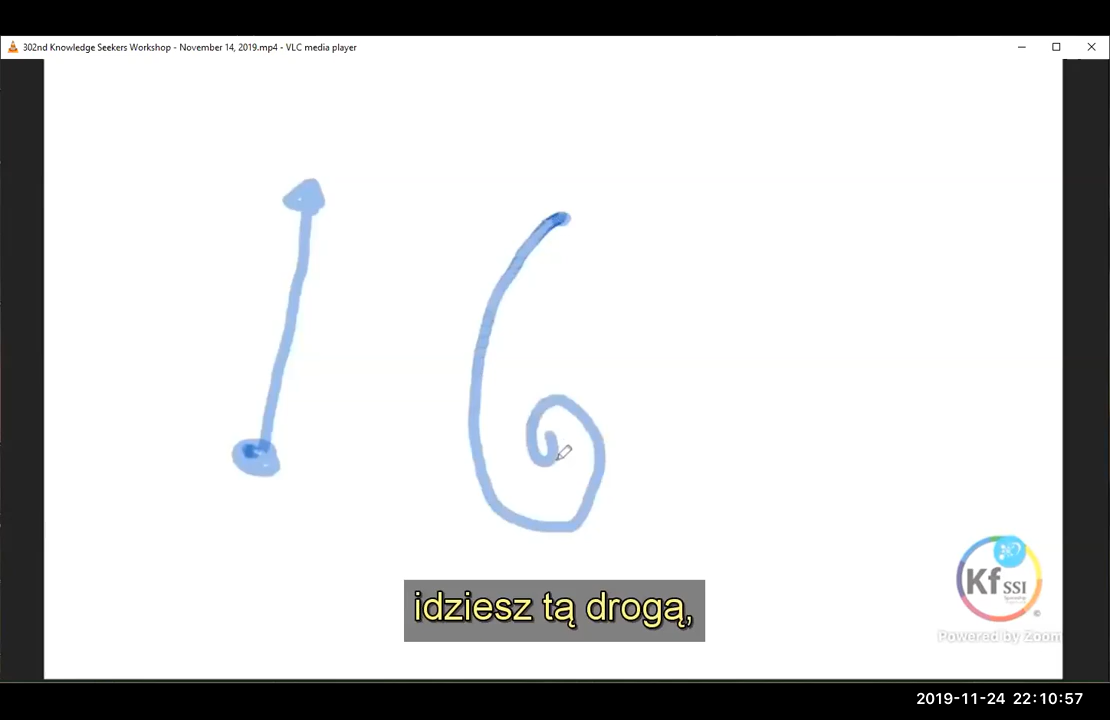 302nd Knowledge Seekers Workshop - November 14, 2019.mp4 - VLC media player
idziesz tą drogą,
Kf SSI
©
Powered by Zoom
2019-11-24 22:10:57